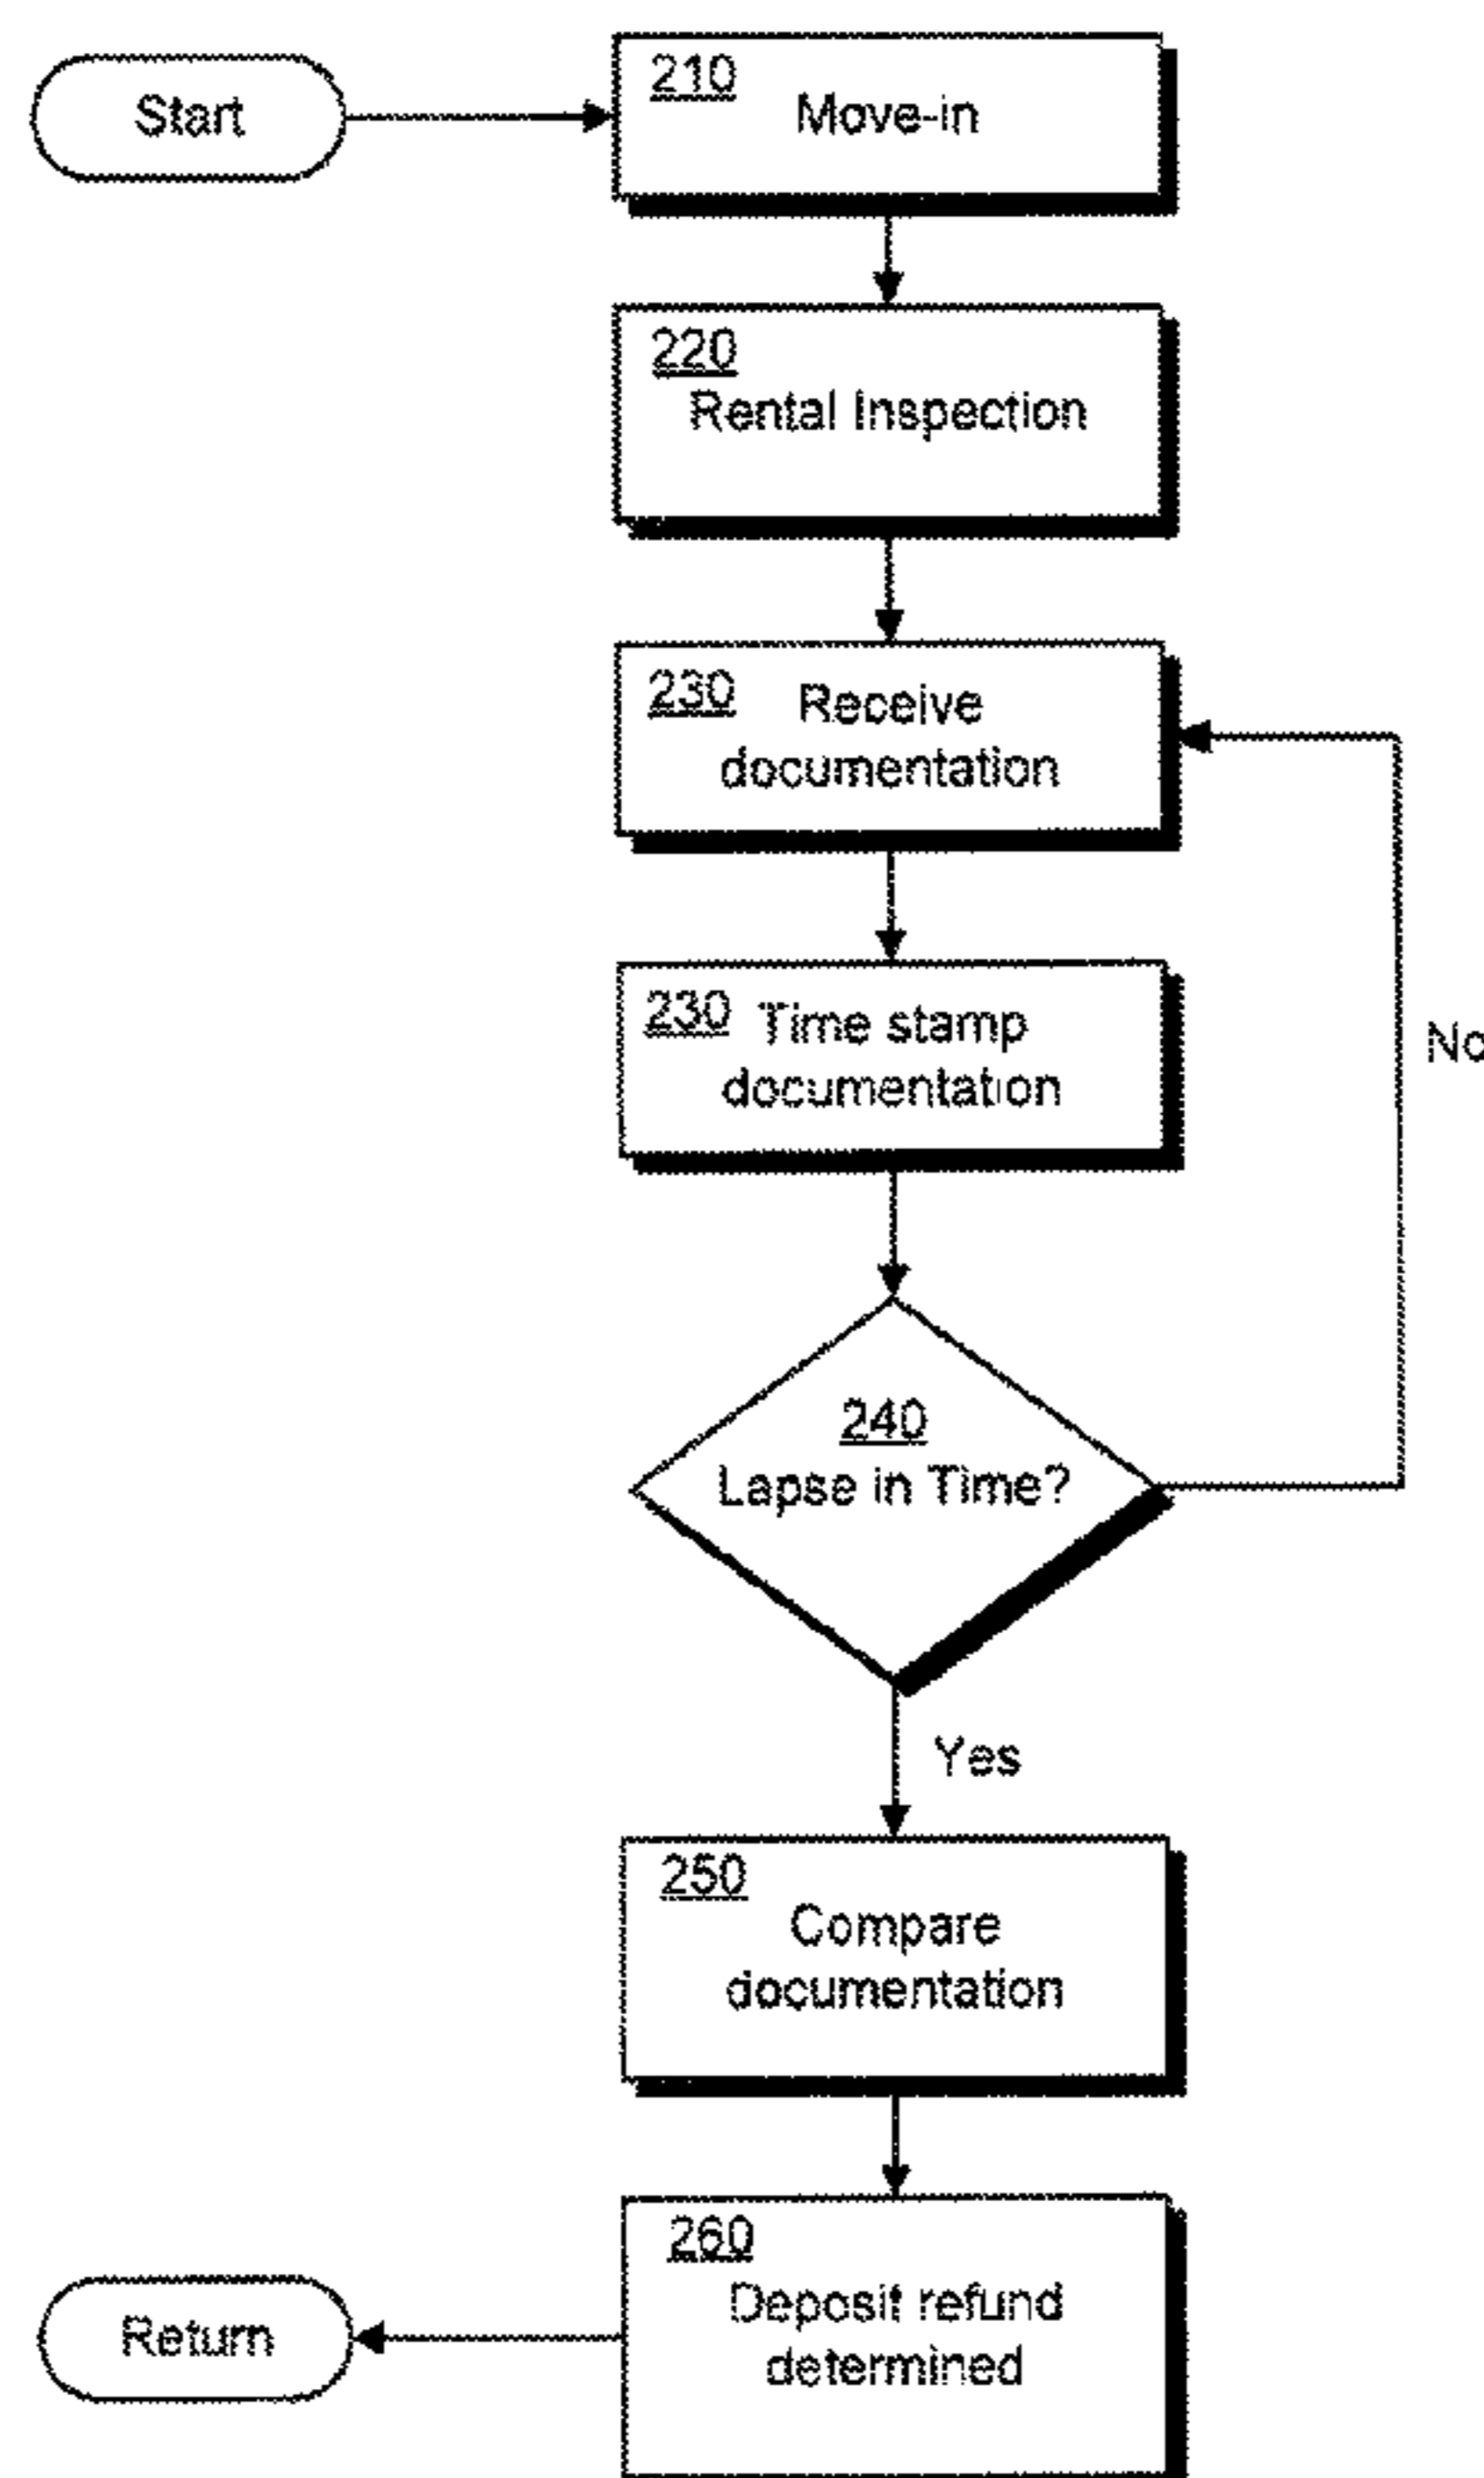 Start
210
Move-in
220
Rental Inspection
230 Receive
documentation
230 Time stamp
documentation
No
240
Lapse in Time?
Yes
250
Compare
documentation
260
Deposit refund
determined
Return